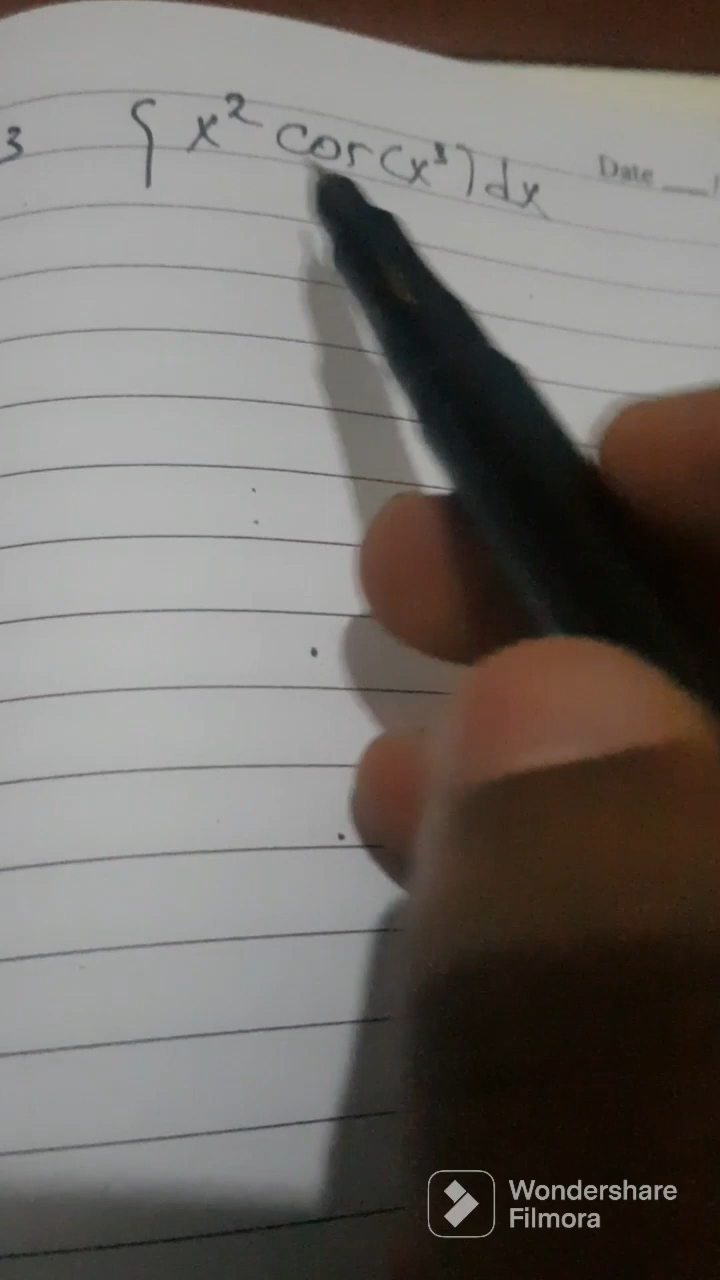 3 ∫ x² cos(x³) dx
Date
Wondershare
Filmora